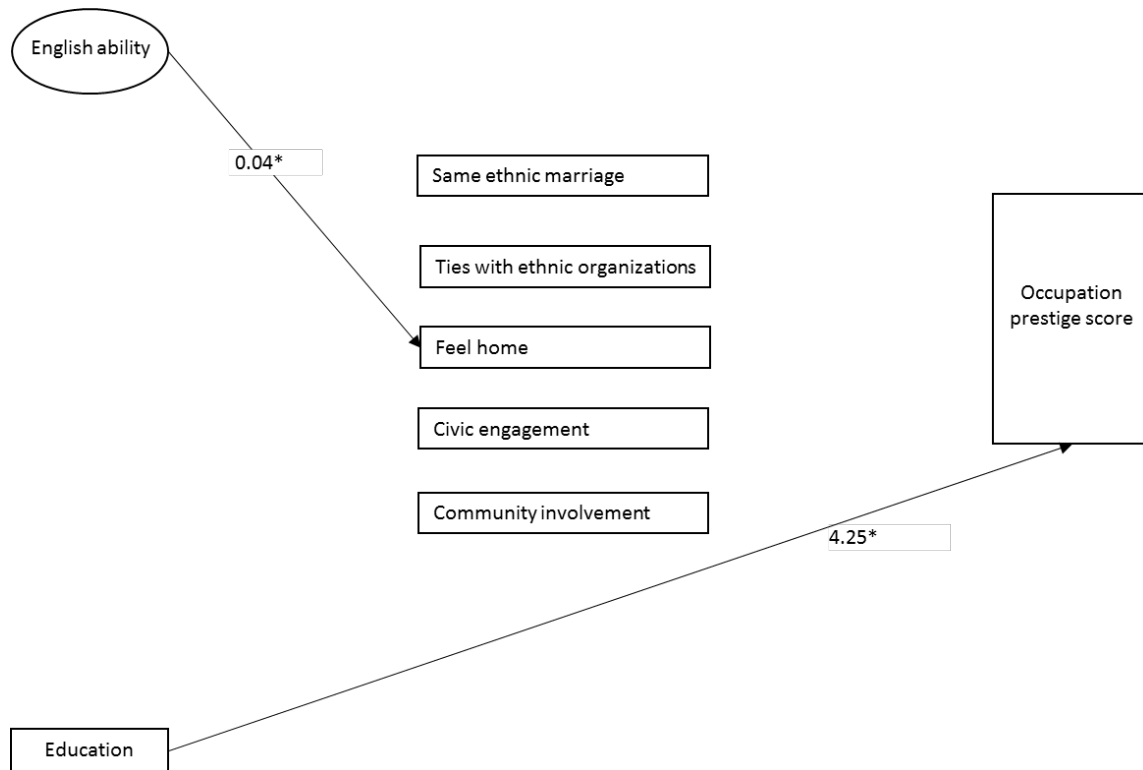 English ability
0.04*
Same ethnic marriage
Ties with ethnic organizations
Feel home
Civic engagement
Community involvement
Occupation
prestige score
4.25*
Education